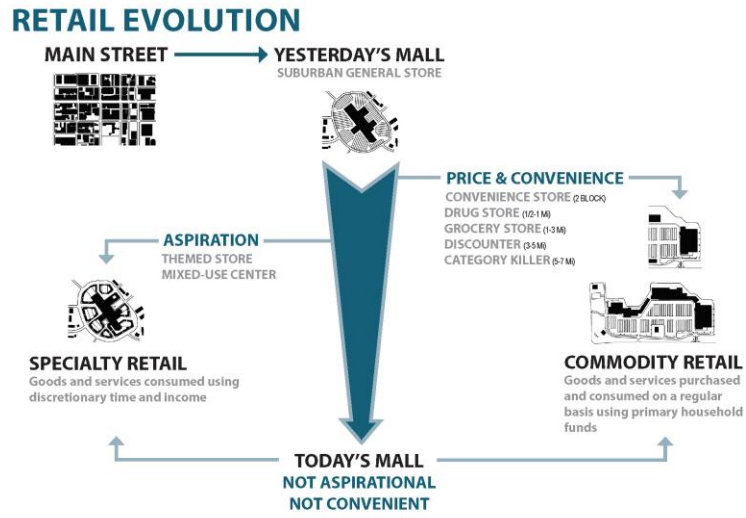 RETAIL EVOLUTION
MAIN STREET
YESTERDAY'S MALL
SUBURBAN GENERAL STORE
PRICE & CONVENIENCE
CONVENIENCE STORE (2 BLOCK)
DRUG STORE (1/2-1 Mi)
GROCERY STORE (1-3 Mi)
DISCOUNTER (3-5 Mi)
CATEGORY KILLER (5-7 Mi)
ASPIRATION
THEMED STORE
MIXED-USE CENTER
SPECIALTY RETAIL
Goods and services consumed using
discretionary time and income
COMMODITY RETAIL
Goods and services purchased
and consumed on a regular
basis using primary household
funds
TODAY'S MALL
NOT ASPIRATIONAL
NOT CONVENIENT